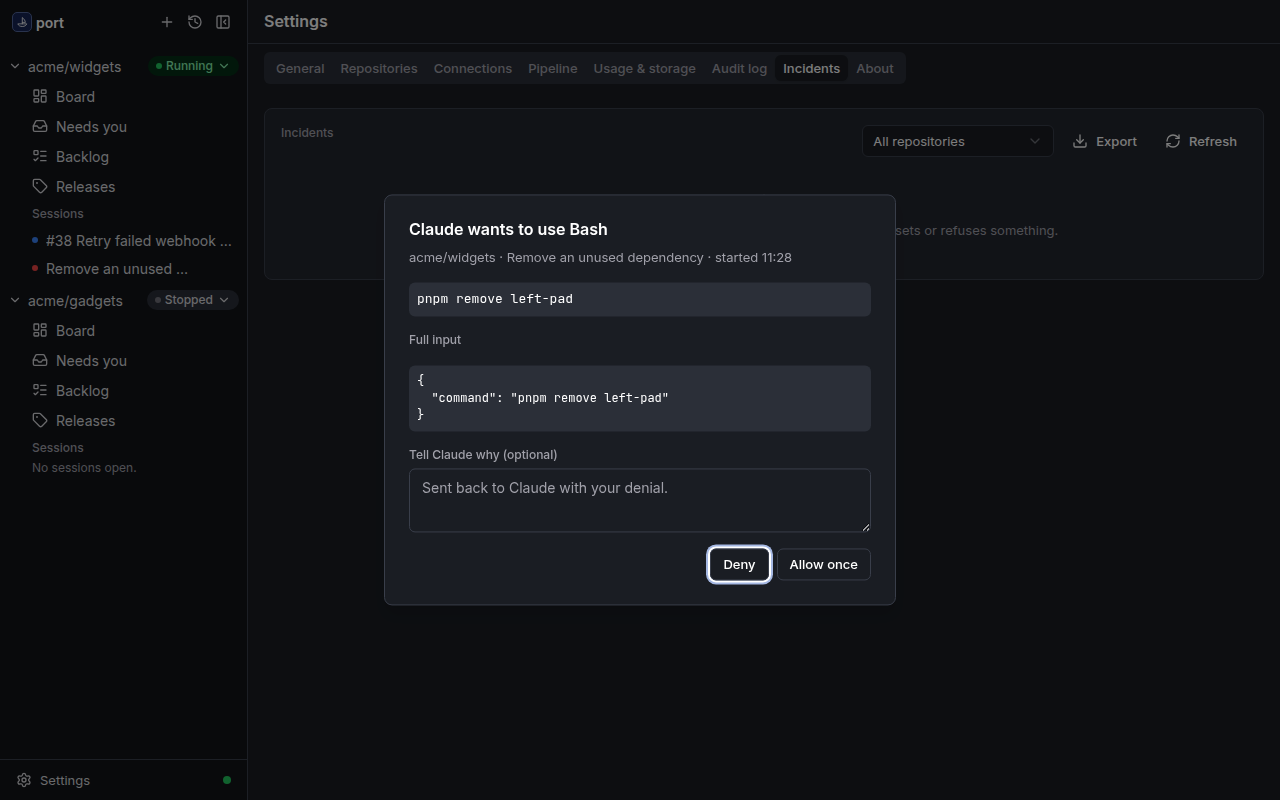 port
acme/widgets
Running
Board
Needs you
Backlog
Releases
Sessions
#38 Retry failed webhook ...
Remove an unused ...
acme/gadgets
Stopped
Board
Needs you
Backlog
Releases
Sessions
No sessions open.
Settings
Settings
General
Repositories
Connections
Pipeline
Usage & storage
Audit log
Incidents
About
Incidents
All repositories
Export
Refresh
sets or refuses something.
Claude wants to use Bash
acme/widgets · Remove an unused dependency · started 11:28
pnpm remove left-pad
Full input
{
"command": "pnpm remove left-pad"
}
Tell Claude why (optional)
Sent back to Claude with your denial.
Deny
Allow once